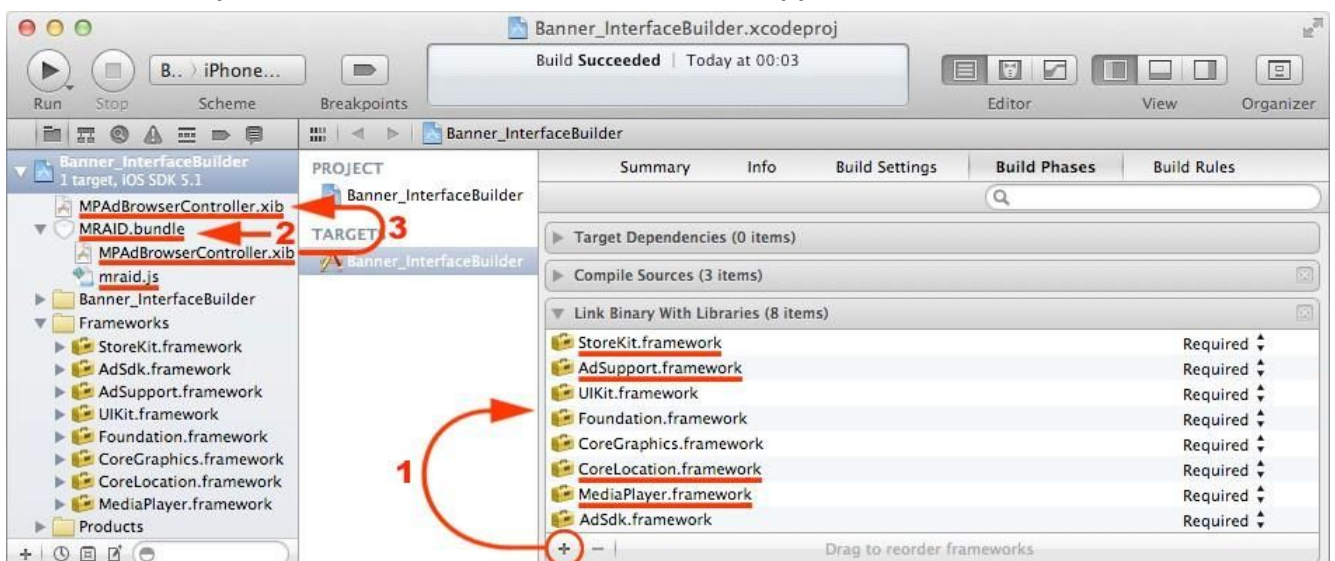 Banner_InterfaceBuilder.xcodeproj
B.. iPhone...
Build Succeeded | Today at 00:03
Run Stop Scheme Breakpoints Editor View Organizer
Banner_InterfaceBuilder
Banner_InterfaceBuilder
1 target, iOS SDK 5.1
MPAdBrowserController.xib
MRAID.bundle
2
MPAdBrowserController.xib
mraid.js
Banner_InterfaceBuilder
Frameworks
StoreKit.framework
AdSdk.framework
AdSupport.framework
UIKit.framework
Foundation.framework
CoreGraphics.framework
CoreLocation.framework
MediaPlayer.framework
Products
PROJECT
Banner_InterfaceBuilder
3
TARGETS
Banner_InterfaceBuilder
Summary Info Build Settings Build Phases Build Rules
Target Dependencies (0 items)
Compile Sources (3 items)
Link Binary With Libraries (8 items)
StoreKit.framework Required
AdSupport.framework Required
UIKit.framework Required
Foundation.framework Required
CoreGraphics.framework Required
CoreLocation.framework Required
MediaPlayer.framework Required
AdSdk.framework Required
1
+ − Drag to reorder frameworks